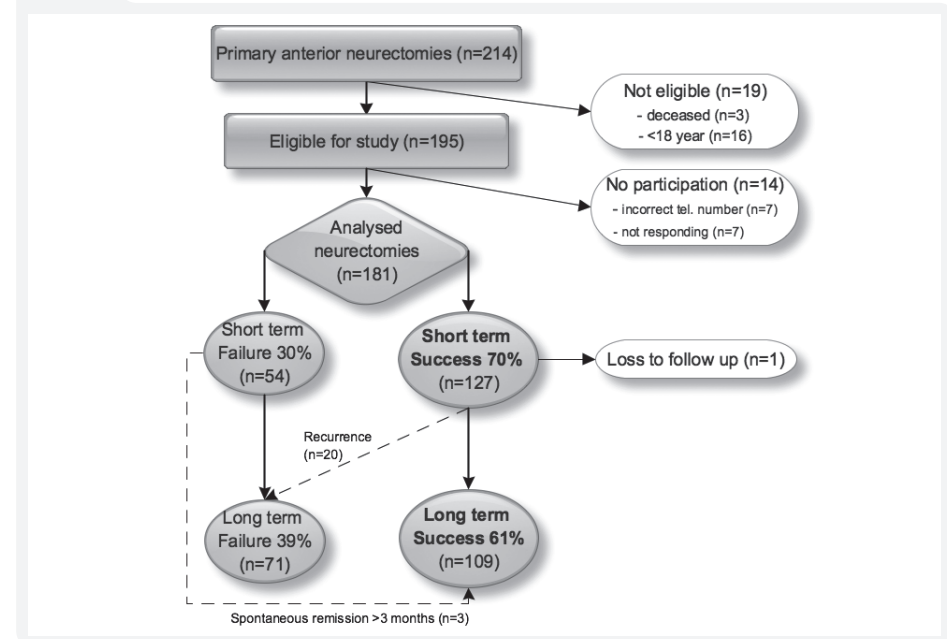 Primary anterior neurectomies (n=214)
Not eligible (n=19)
- deceased (n=3)
- <18 year (n=16)
Eligible for study (n=195)
No participation (n=14)
- incorrect tel. number (n=7)
- not responding (n=7)
Analysed
neurectomies
(n=181)
Short term
Failure 30%
(n=54)
Short term
Success 70%
(n=127)
Loss to follow up (n=1)
Recurrence
(n=20)
Long term
Failure 39%
(n=71)
Long term
Success 61%
(n=109)
Spontaneous remission >3 months (n=3)